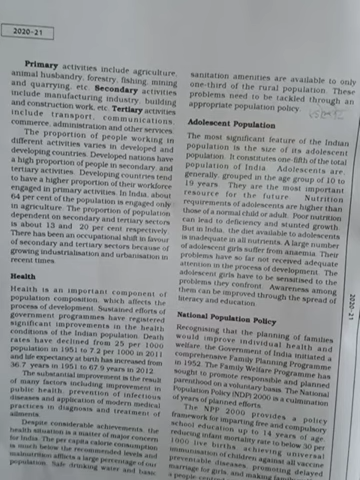 2020-21
Primary activities include agriculture,
animal husbandry, forestry, fishing, mining
and quarrying, etc. Secondary activities
include manufacturing industry, building
and construction work, etc. Tertiary activities
include transport, communications,
commerce, administration and other services.
The proportion of people working in
different activities varies in developed and
developing countries. Developed nations have
a high proportion of people in secondary, and
tertiary activities. Developing countries tend
to have a higher proportion of their workforce
engaged in primary activities. In India, about
64 per cent of the population is engaged only
in agriculture. The proportion of population
dependent on secondary and tertiary sectors
is about 13 and 20 per cent respectively.
There has been an occupational shift in favour
of secondary and tertiary sectors because of
growing industrialisation and urbanisation in
recent times.
Health
Health is an important component of
population composition, which affects the
process of development. Sustained efforts of
government programmes have registered
significant improvements in the health
conditions of the Indian population. Death
rates have declined from 25 per 1000
population in 1951 to 7.2 per 1000 in 2011
and life expectancy at birth has increased from
36.7 years in 1951 to 67.9 years in 2012.
The substantial improvement is the result
of many factors including improvement in
public health, prevention of infectious
diseases and application of modern medical
practices in diagnosis and treatment of
ailments.
Despite considerable achievements, the
health situation is a matter of major concern
for India. The per capita calorie consumption
is much below the recommended levels and
malnutrition afflicts a large percentage of our
population. Safe drinking water and basic
sanitation amenities are available to only
one-third of the rural population. These
problems need to be tackled through an
appropriate population policy.
Adolescent Population
The most significant feature of the Indian
population is the size of its adolescent
population. It constitutes one-fifth of the total
population of India. Adolescents are,
generally, grouped in the age group of 10 to
19 years. They are the most important
resource for the future. Nutrition
requirements of adolescents are higher than
those of a normal child or adult. Poor nutrition
can lead to deficiency and stunted growth.
But in India, the diet available to adolescents
is inadequate in all nutrients. A large number
of adolescent girls suffer from anaemia. Their
problems have so far not received adequate
attention in the process of development. The
adolescent girls have to be sensitised to the
problems they confront. Awareness among
them can be improved through the spread of
literacy and education.
National Population Policy
Recognising that the planning of families
would improve individual health and
welfare, the Government of India initiated a
comprehensive Family Planning Programme
in 1952. The Family Welfare Programme has
sought to promote responsible and planned
parenthood on a voluntary basis. The National
Population Policy (NDP) 2000 is a culmination
of years of planned efforts.
The NPP 2000 provides a policy
framework for imparting free and compulsory
school education up to 14 years of age,
reducing infant mortality rate to below 30 per
1000 live births, achieving universal
immunisation of children against all vaccine
preventable diseases, promoting delayed
marriage for girls, and making family
a people-centred
2020-21